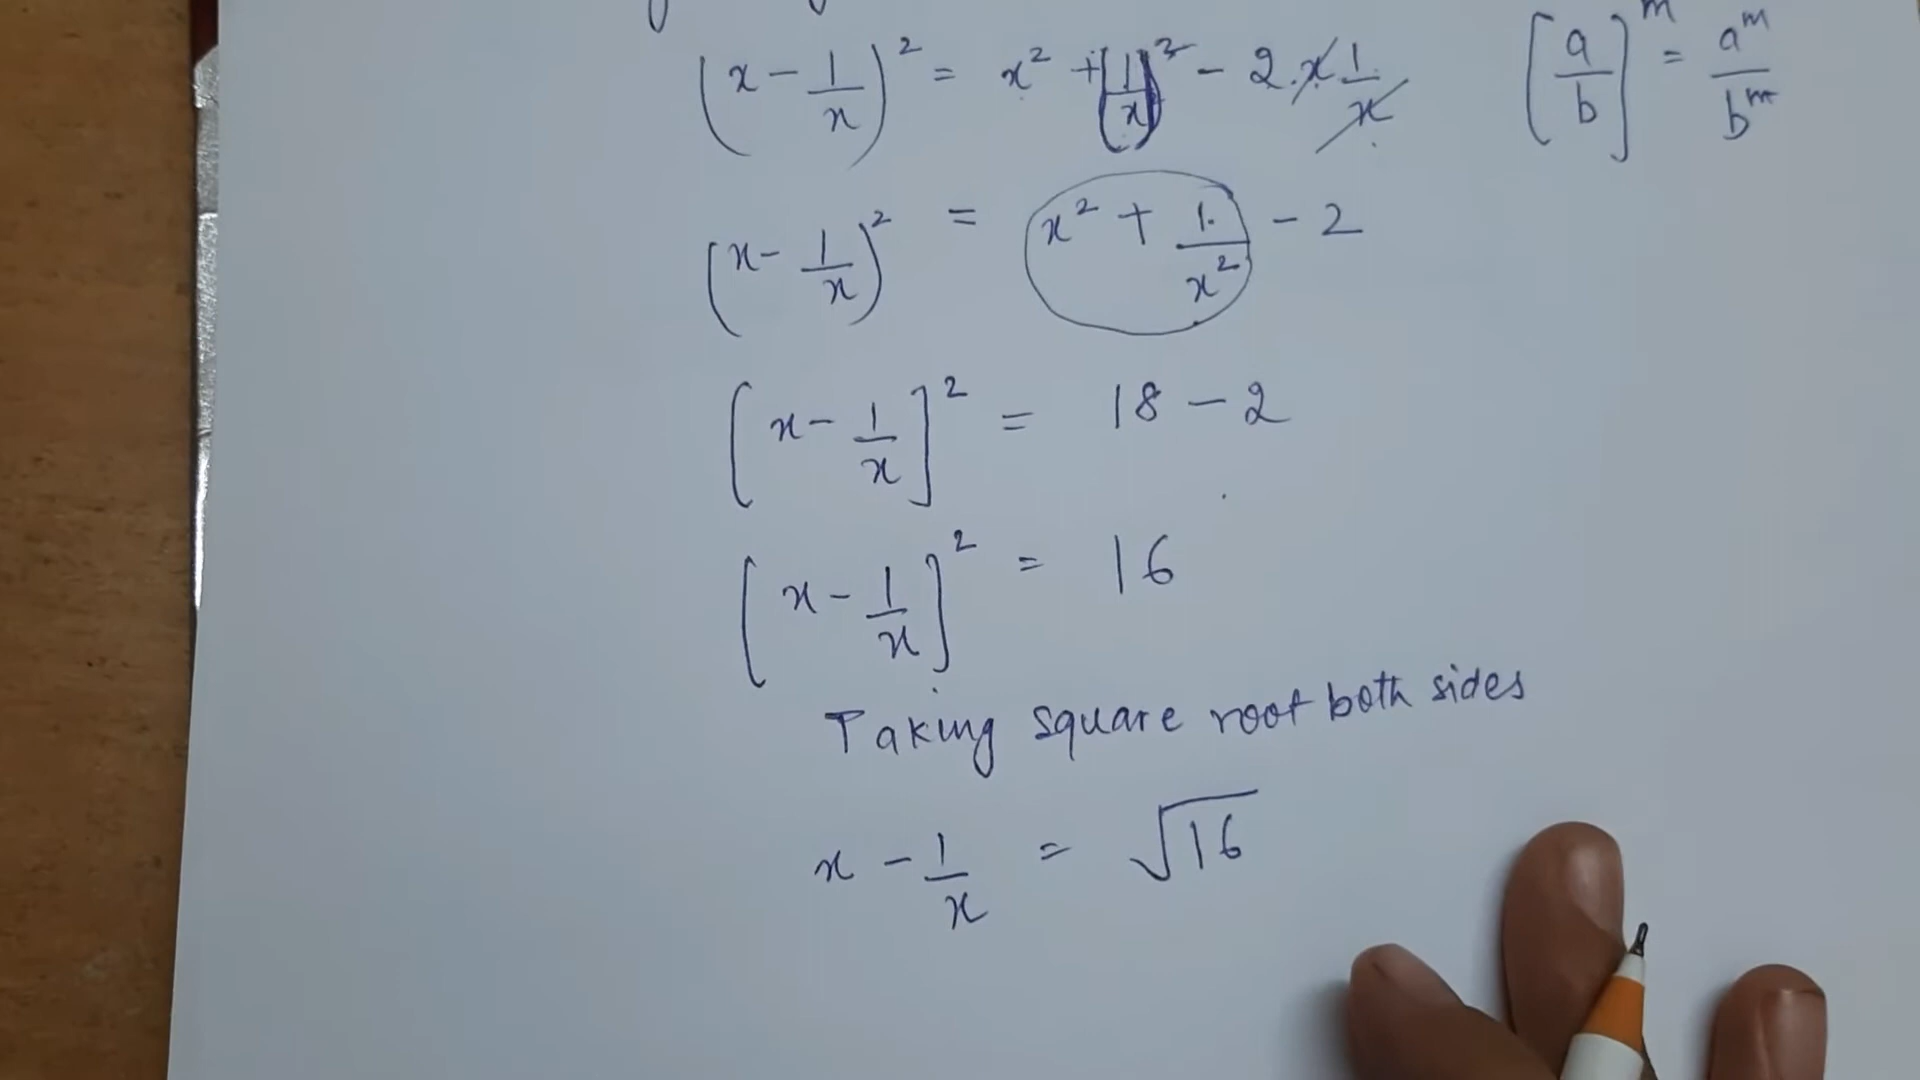 (x - 1/x)² = x² + (1/x)² - 2.x 1/x [a/b]^m = a^m/b^m
(x - 1/x)² = x² + 1/x² - 2
[x - 1/x]² = 18 - 2
[x - 1/x]² = 16
Taking square root both sides
x - 1/x = √16